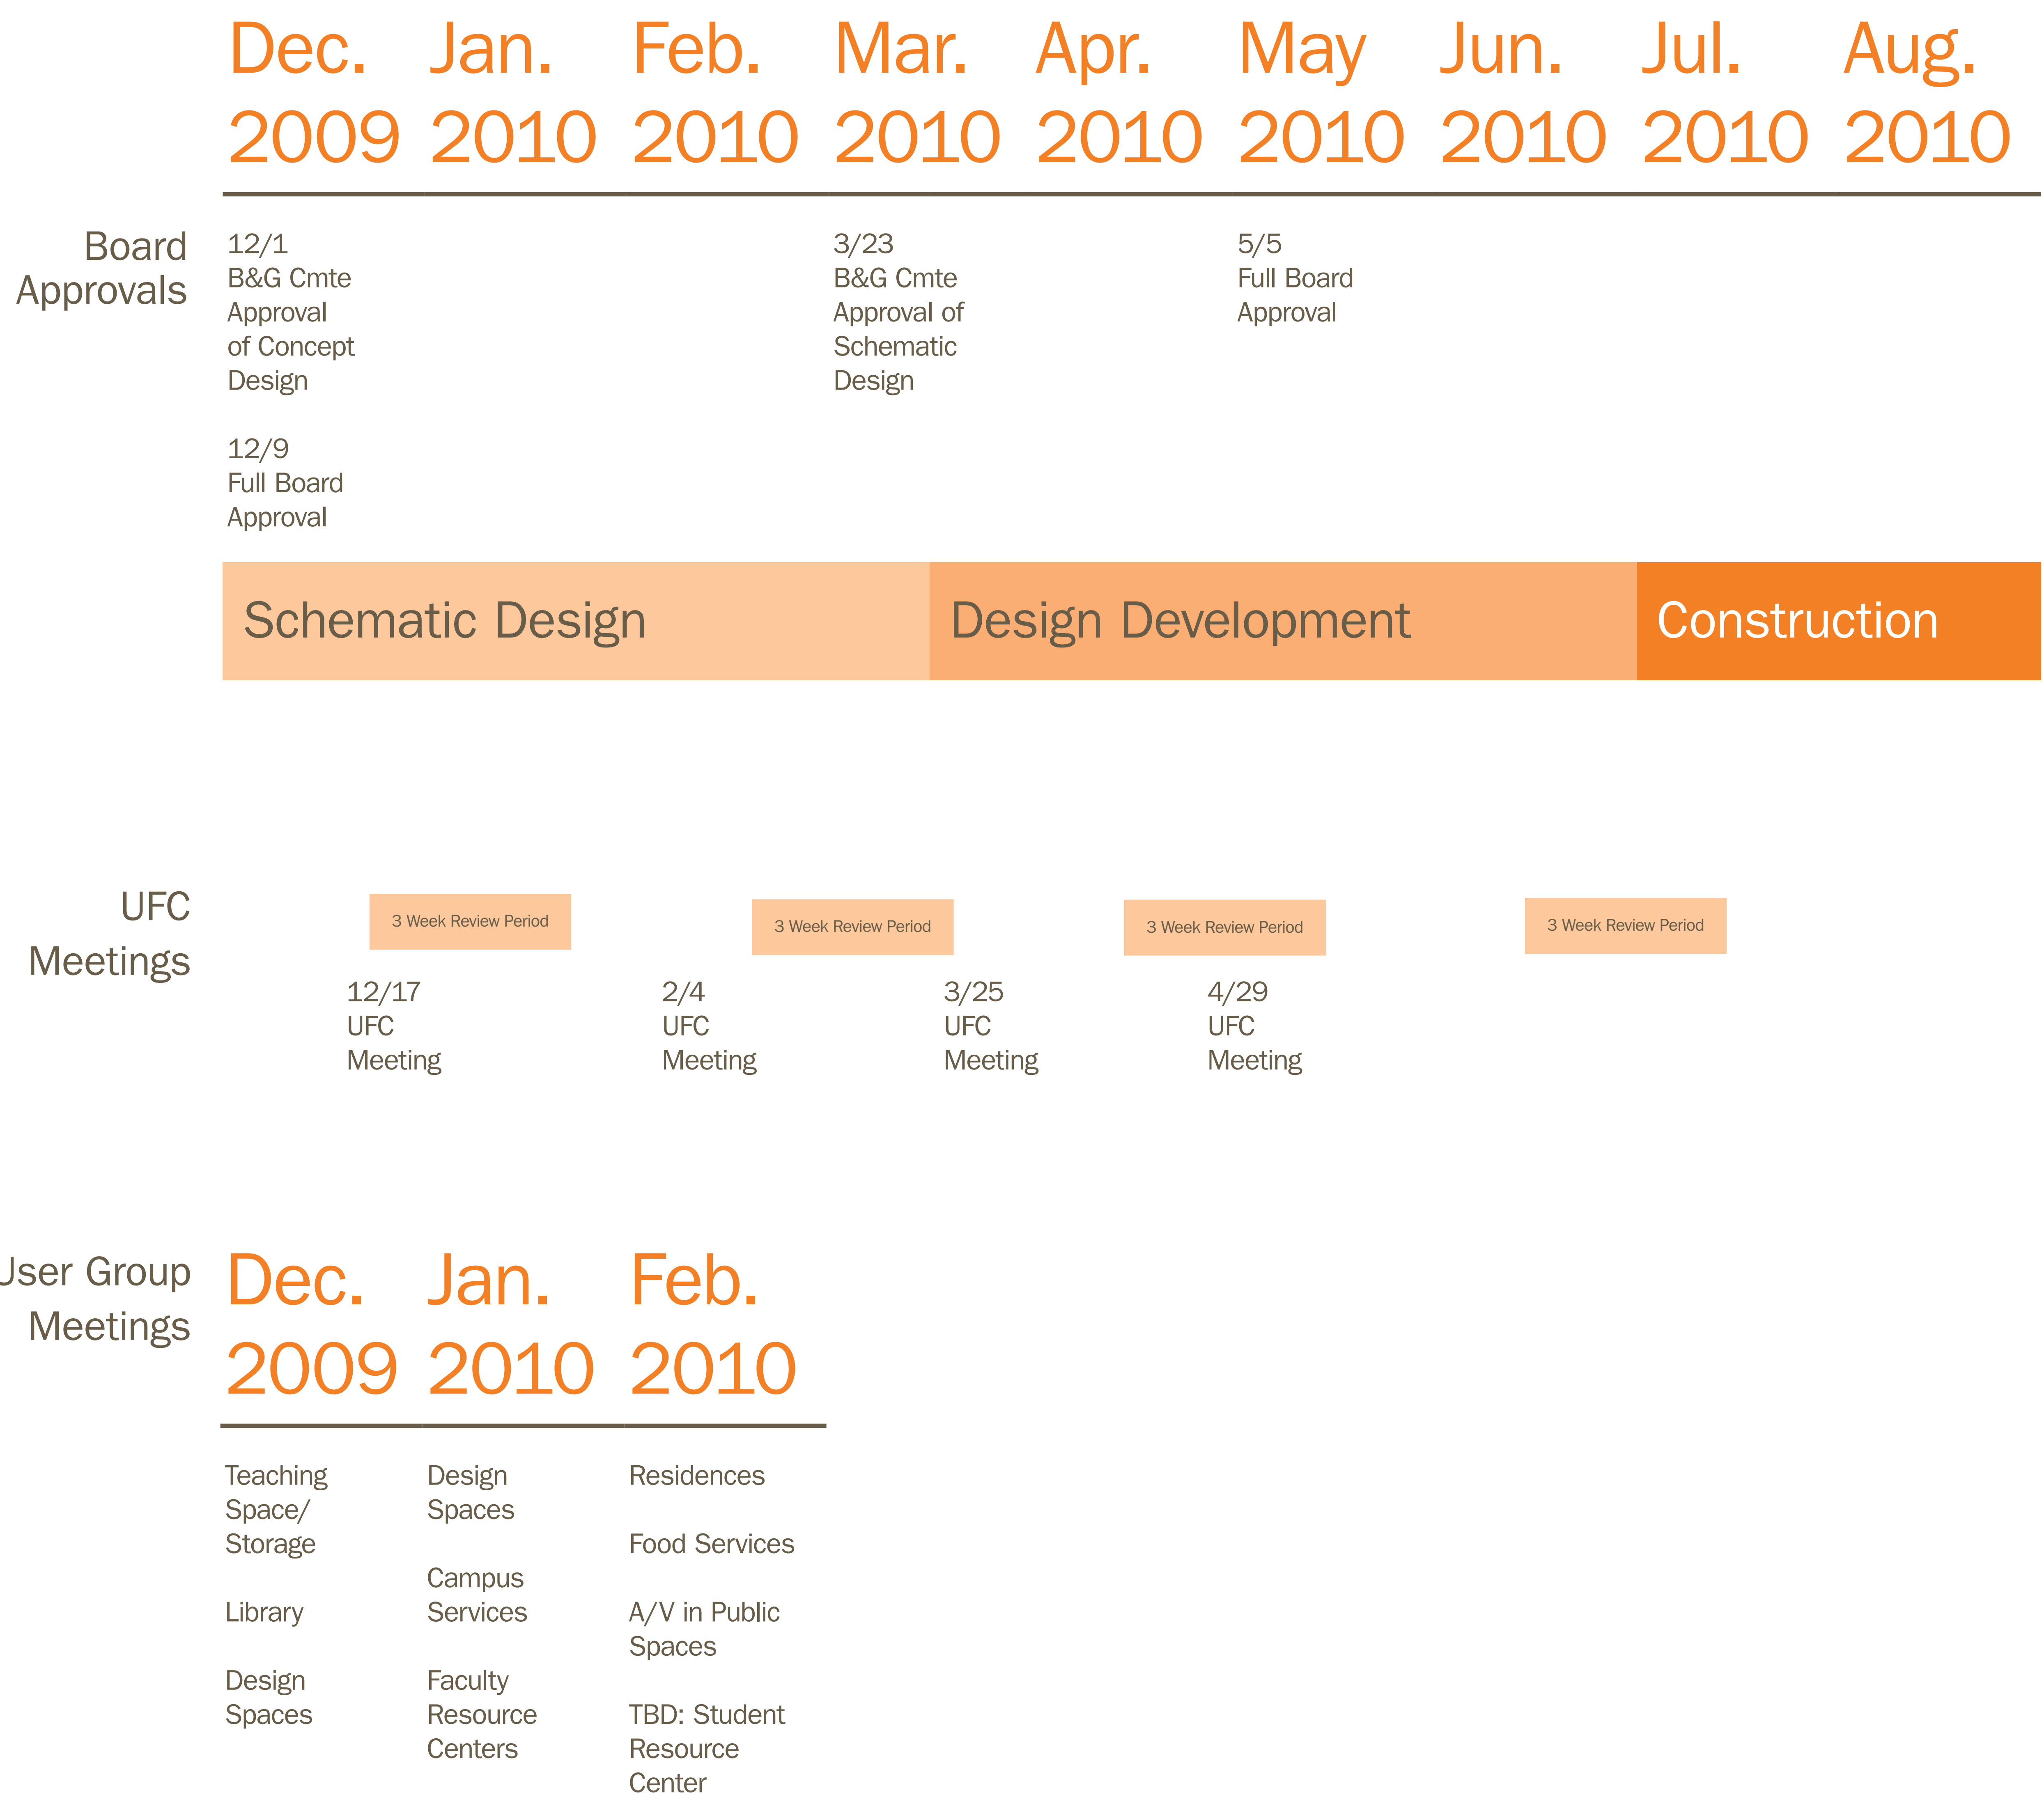 Dec. Jan. Feb. Mar. Apr. May Jun. Jul. Aug.
2009 2010 2010 2010 2010 2010 2010 2010 2010
Board
Approvals
12/1
B&G Cmte
Approval
of Concept
Design
12/9
Full Board
Approval
3/23
B&G Cmte
Approval of
Schematic
Design
5/5
Full Board
Approval
Schematic Design
Design Development
Construction
UFC
Meetings
3 Week Review Period
3 Week Review Period
3 Week Review Period
3 Week Review Period
12/17
UFC
Meeting
2/4
UFC
Meeting
3/25
UFC
Meeting
4/29
UFC
Meeting
User Group
Meetings
Dec. Jan. Feb.
2009 2010 2010
Teaching
Space/
Storage
Library
Design
Spaces
Design
Spaces
Campus
Services
Faculty
Resource
Centers
Residences
Food Services
A/V in Public
Spaces
TBD: Student
Resource
Center